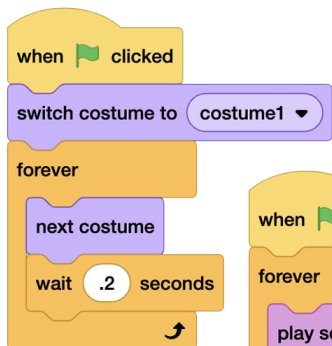 when clicked
switch costume to costume1
forever
next costume
wait .2 seconds
when
forever
play